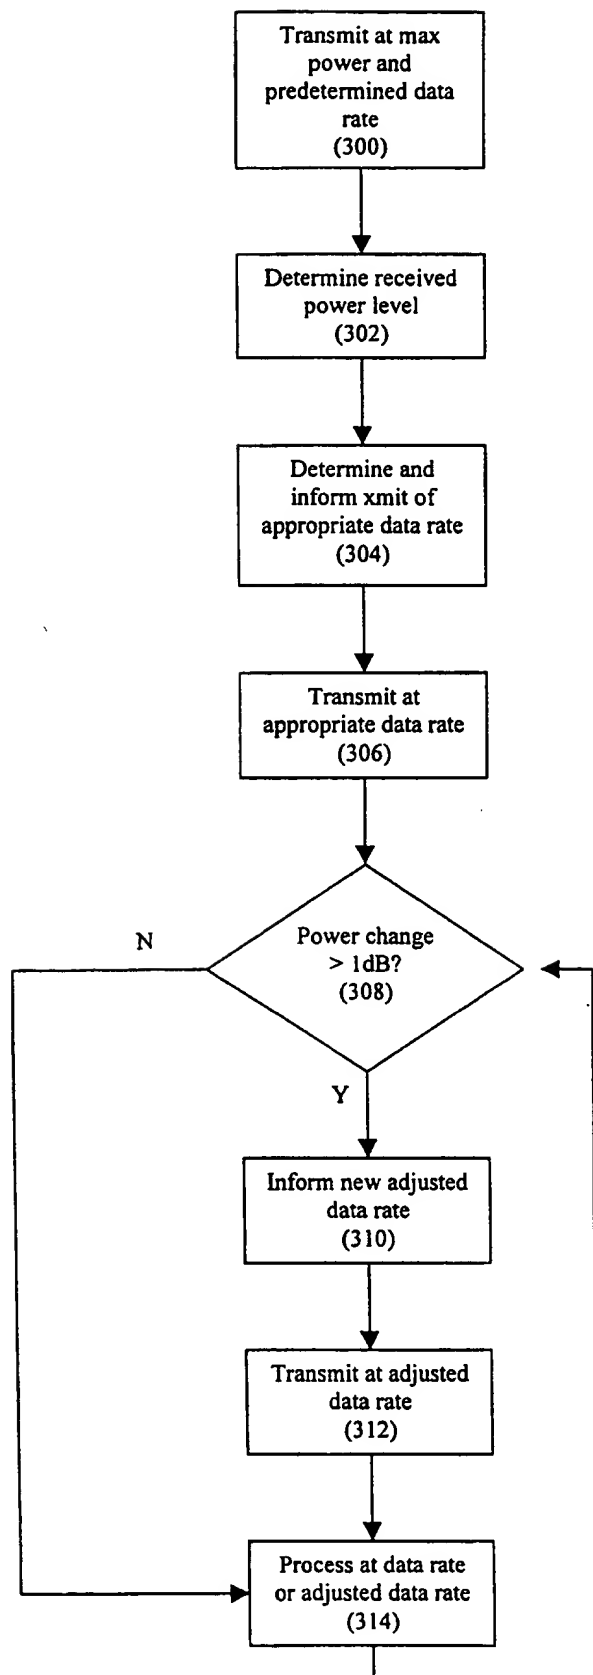 Transmit at max
power and
predetermined data
rate
(300)
Determine received
power level
(302)
Determine and
inform xmit of
appropriate data rate
(304)
Transmit at
appropriate data rate
(306)
N
Power change
> 1dB?
(308)
Y
Inform new adjusted
data rate
(310)
Transmit at adjusted
data rate
(312)
Process at data rate
or adjusted data rate
(314)